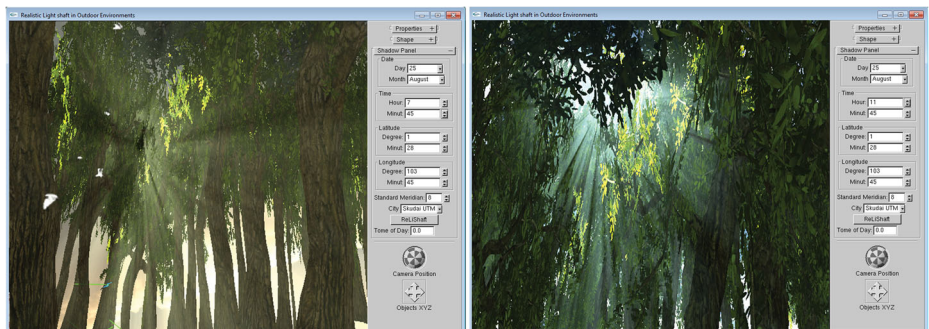 Realistic Light shaft in Outdoor Environments
Properties +
Shape +
Shadow Panel –
Date
Day 25
Month August
Time
Hour: 7
Minut: 45
Latitude
Degree: 1
Minut: 28
Longitude
Degree: 103
Minut: 45
Standard Meridian: 8
City Skudai UTM
ReLiShaft
Tome of Day: 0.0
Camera Position
Objects XYZ
Realistic Light shaft in Outdoor Environments
Properties +
Shape +
Shadow Panel –
Date
Day 25
Month August
Time
Hour: 11
Minut: 45
Latitude
Degree: 1
Minut: 28
Longitude
Degree: 103
Minut: 45
Standard Meridian: 8
City Skudai UTM
ReLiShaft
Tome of Day: 0.0
Camera Position
Objects XYZ